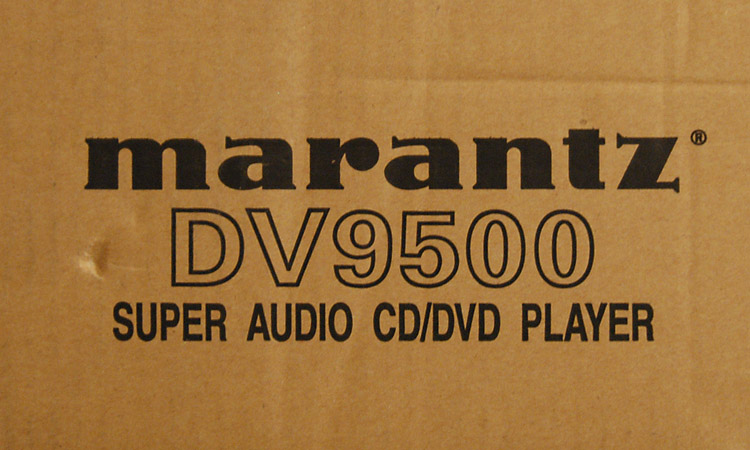 marantz®
DV9500
SUPER AUDIO CD/DVD PLAYER